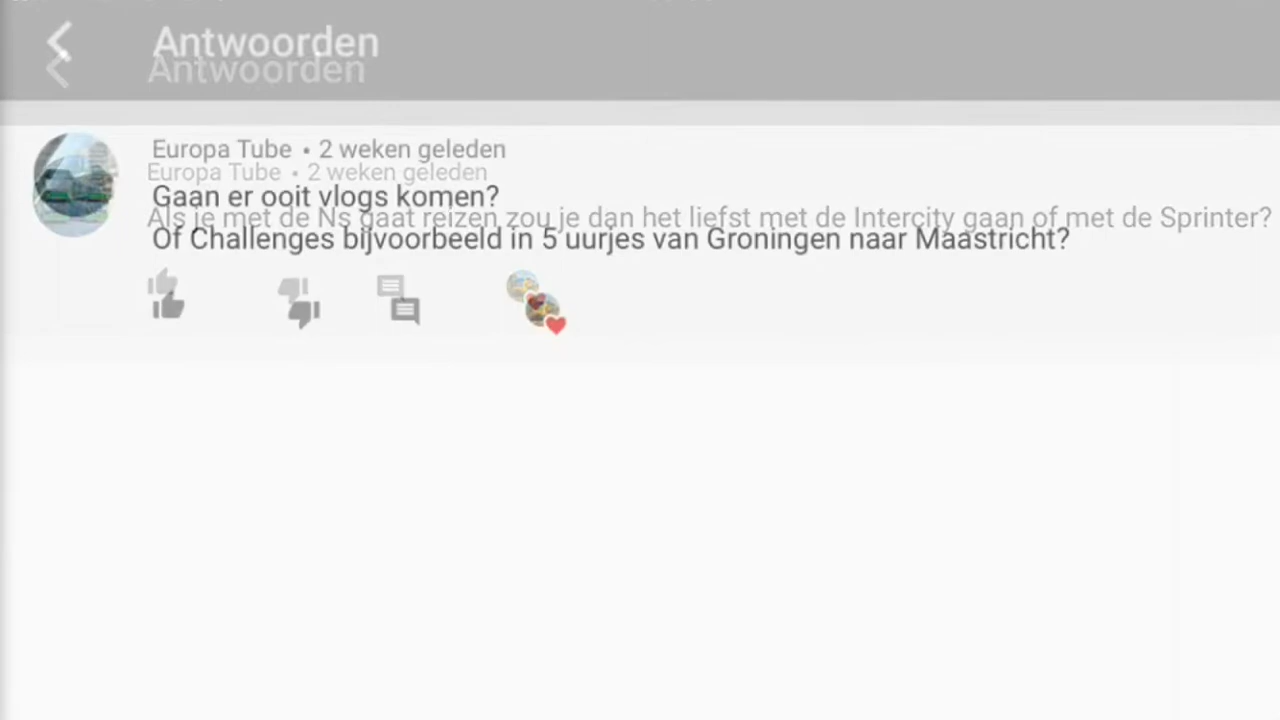 Antwoorden
Antwoorden
Europa Tube • 2 weken geleden
Europa Tube • 2 weken geleden
Gaan er ooit vlogs komen?
Als je met de Ns gaat reizen zou je dan het liefst met de Intercity gaan of met de Sprinter?
Of Challenges bijvoorbeeld in 5 uurjes van Groningen naar Maastricht?